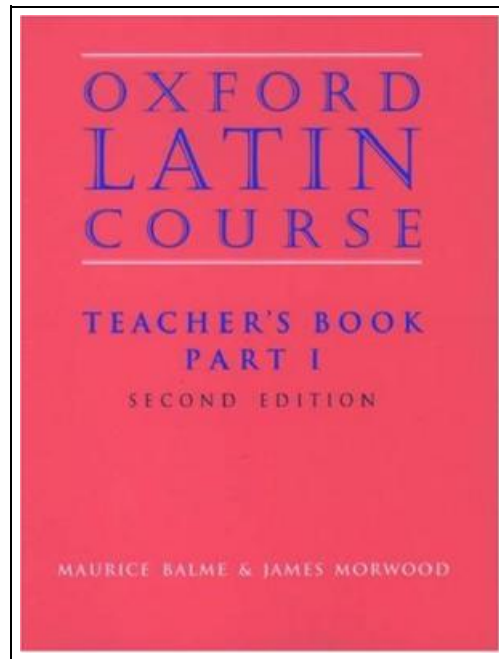 OXFORD
LATIN
COURSE
TEACHER'S BOOK
PART I
SECOND EDITION
MAURICE BALME & JAMES MORWOOD